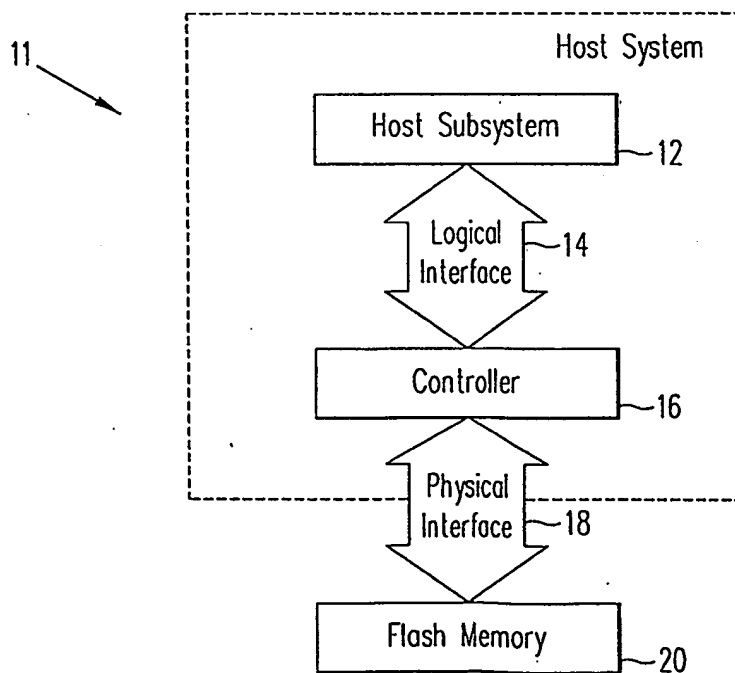 11
Host System
Host Subsystem
12
Logical
Interface
14
Controller
16
Physical
Interface
18
Flash Memory
20